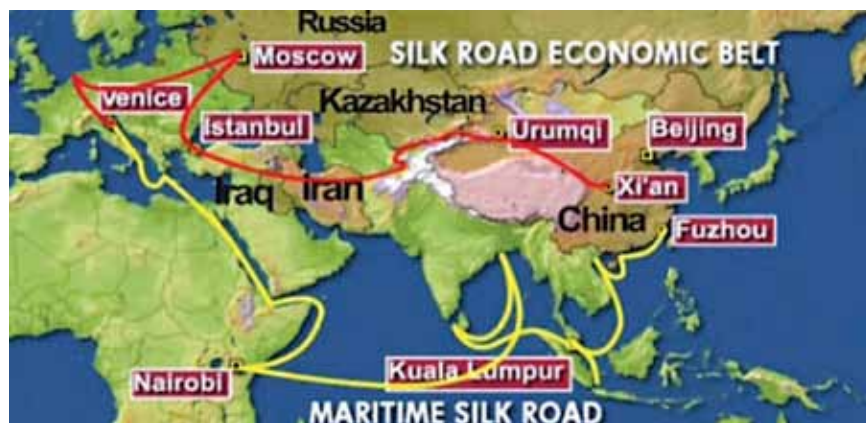 Russia
Moscow
SILK ROAD ECONOMIC BELT
Venice
Kazakhstan
Istanbul
Urumqi
Beijing
Iraq
Iran
Xi'an
China
Fuzhou
Nairobi
Kuala Lumpur
MARITIME SILK ROAD